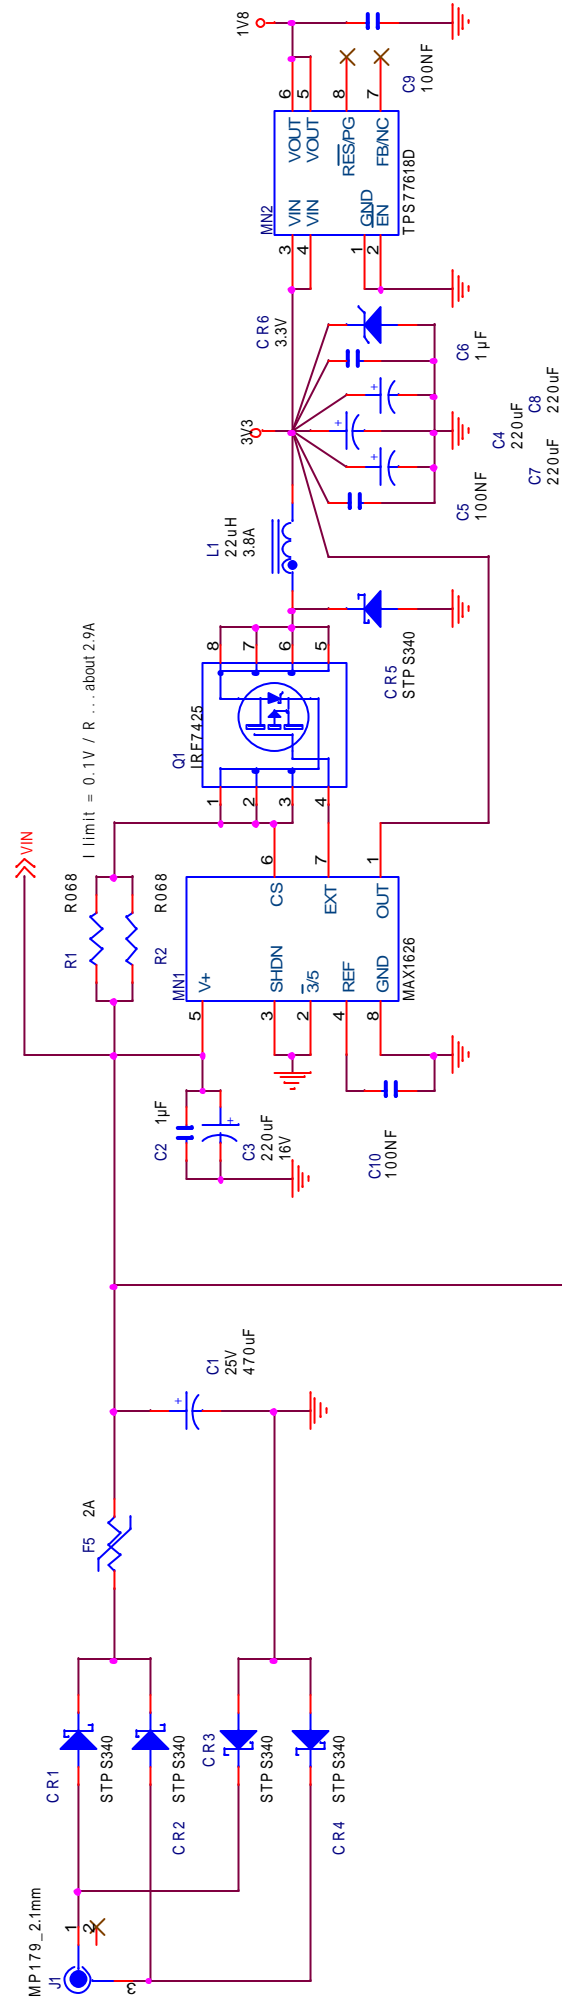 MP179_2.1mm
J1
1
2
3
CR1
STPS340
STPS340
CR2
CR3
STPS340
STPS340
CR4
F5
2A
+
C1
25V
470uF
C2
1µF
+
C3
220uF
16V
C10
100NF
VIN
R1
R068
R2
R068
I limit = 0.1V / R ... about 2.9A
MN1
MAX1626
5
V+
3
SHDN
2
3/5
4
REF
8
GND
6
CS
7
EXT
1
OUT
Q1
IRF7425
1
2
3
4
8
7
6
5
CR5
STPS340
L1
22uH
3.8A
3V3
C5
100NF
+
C7
220uF
+
C4
220uF
+
C8
220uF
C6
1µF
CR6
3.3V
MN2
TPS77618D
3
VIN
4
VIN
1
GND
2
EN
6
VOUT
5
VOUT
8
RES/PG
7
FB/NC
1V8
C9
100NF